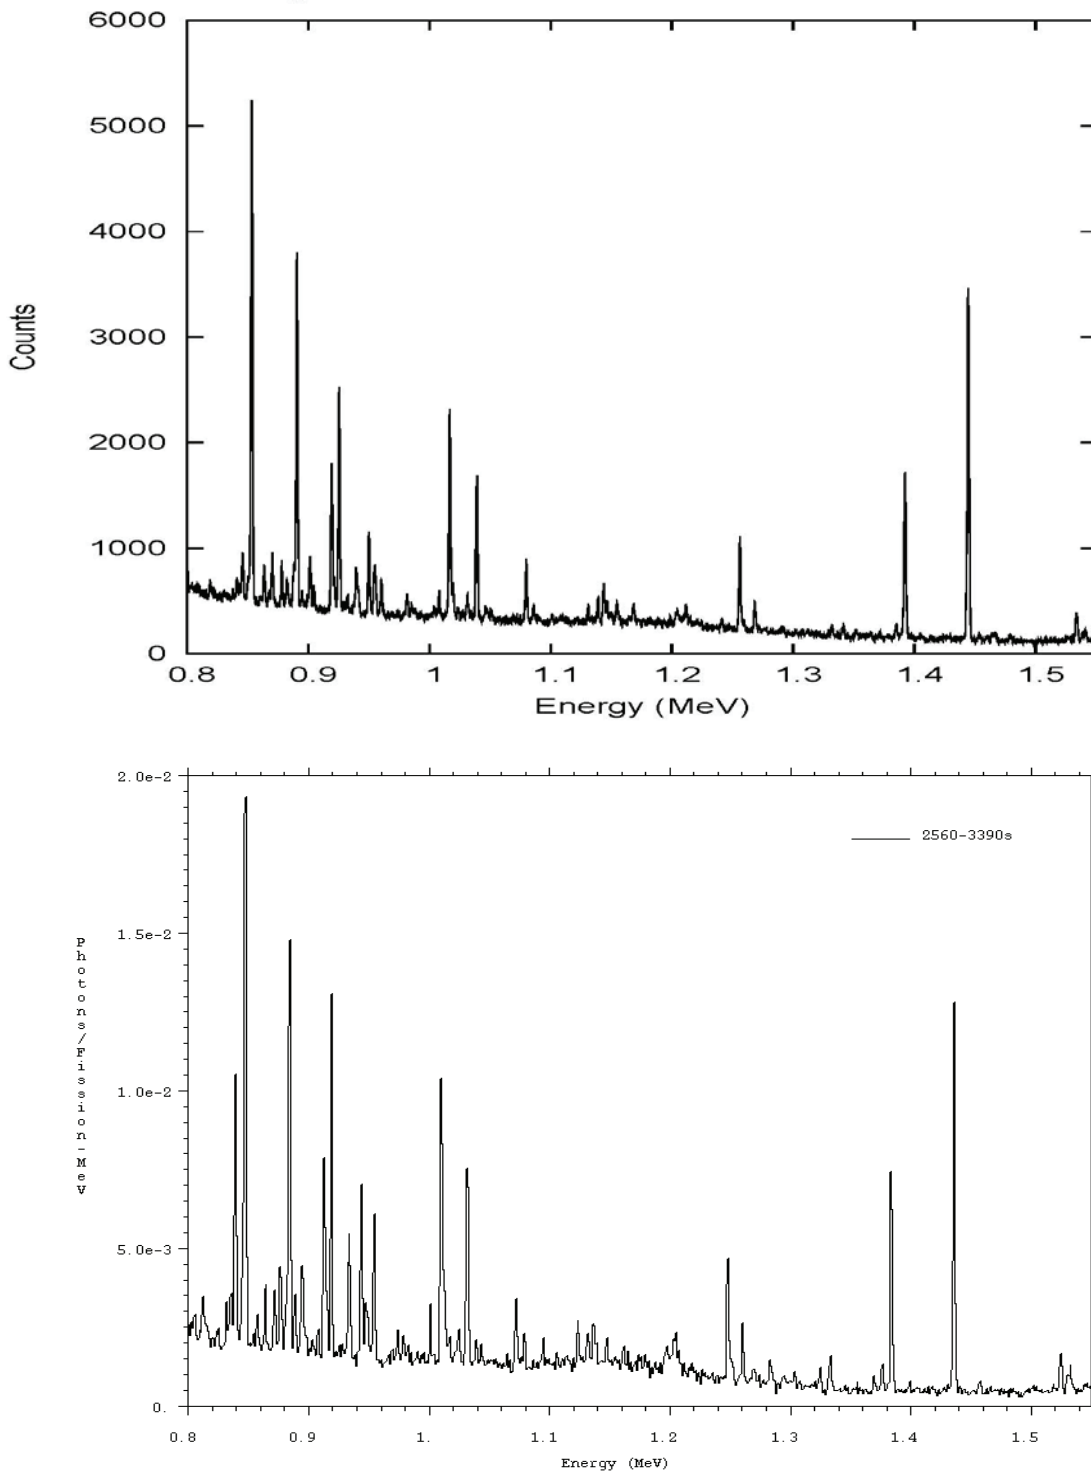 6000
5000
4000
3000
2000
1000
0
Counts
0.8 0.9 1 1.1 1.2 1.3 1.4 1.5
Energy (MeV)
2.0e-2
2560-3390s
1.5e-2
1.0e-2
5.0e-3
0.
Photons/Fission-MeV
0.8 0.9 1. 1.1 1.2 1.3 1.4 1.5
Energy (MeV)